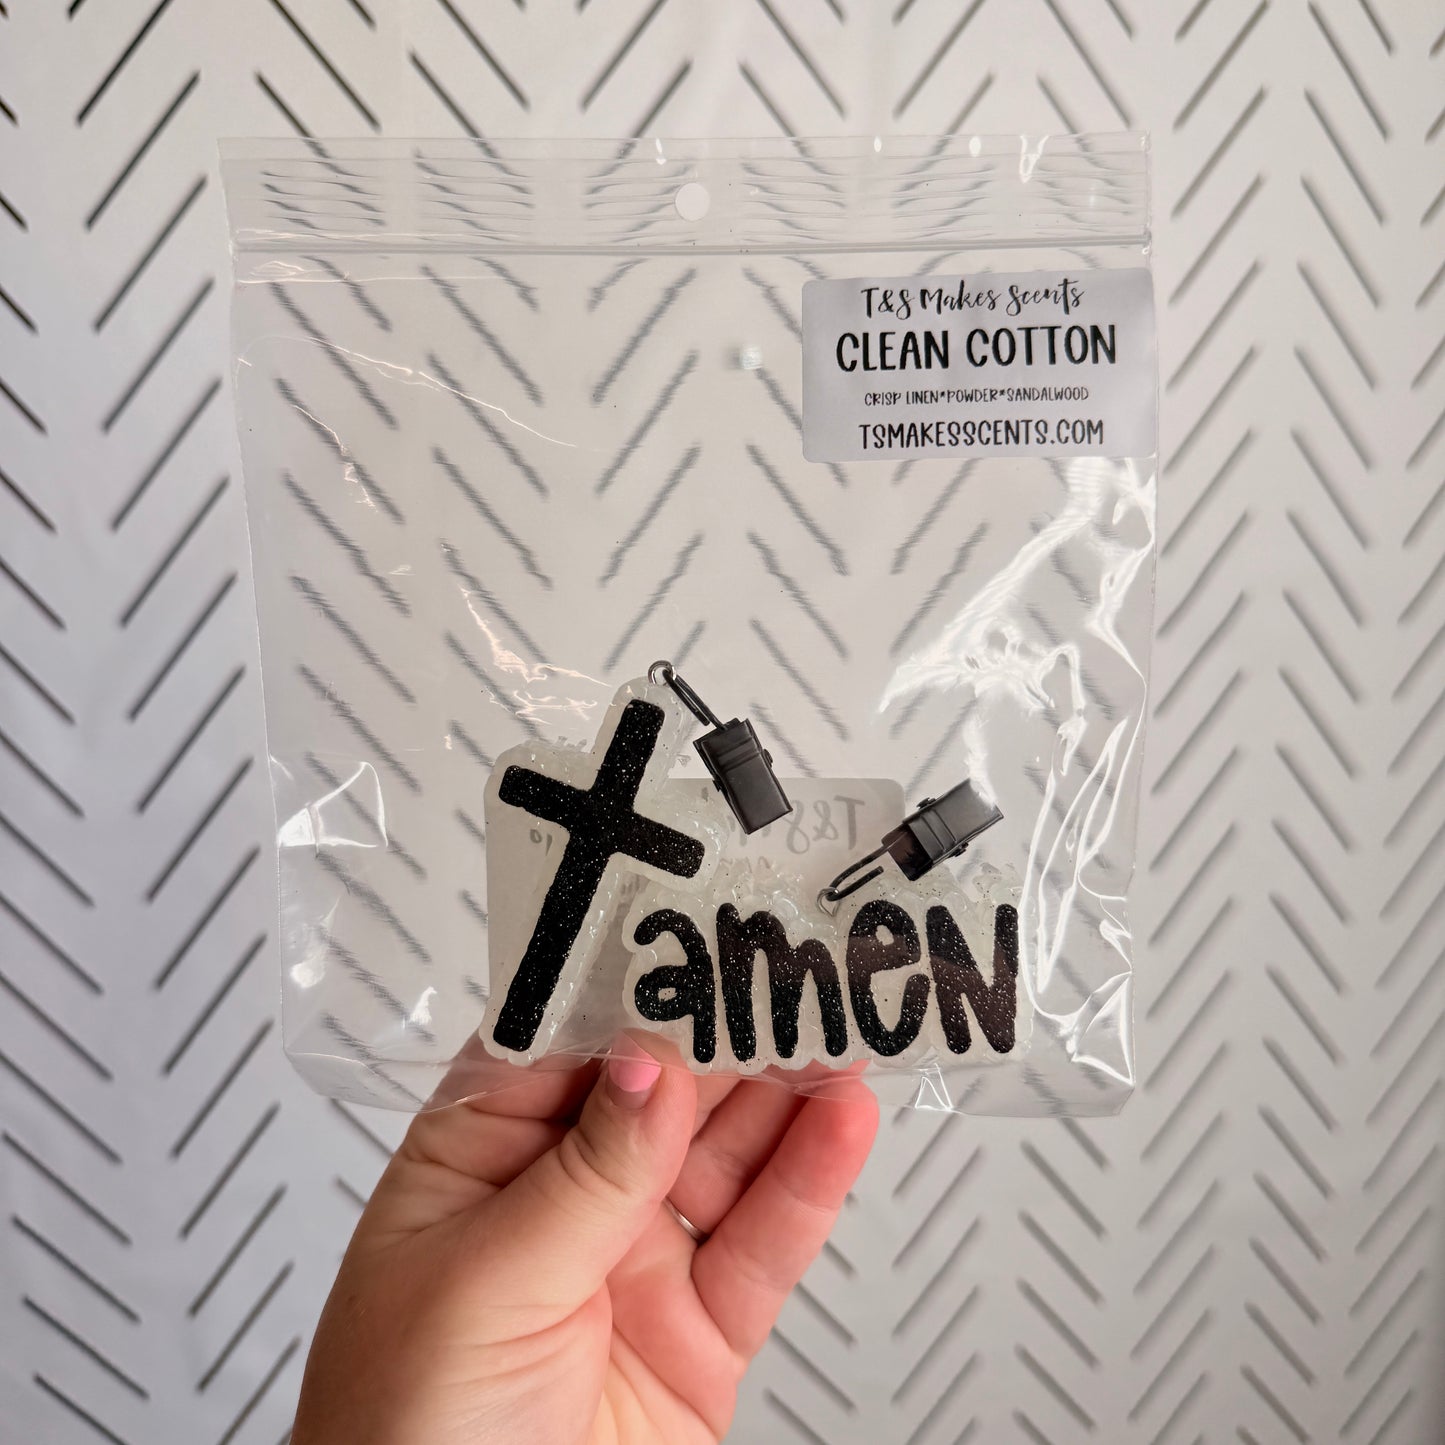 T&S Makes Scents
CLEAN COTTON
CRISP LINEN*POWDER*SANDALWOOD
TSMAKESSCENTS.COM
T&S
amen